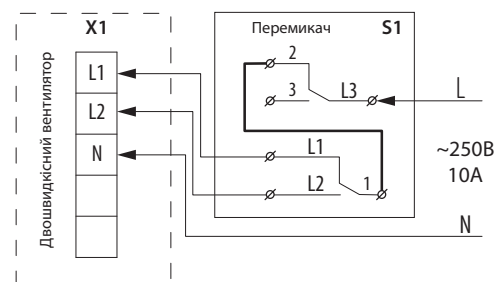 X1
Двошвидкісний вентилятор
L1
L2
N
Перемикач S1
2
3 L3
L1
L2 1
L
~250В
10А
N